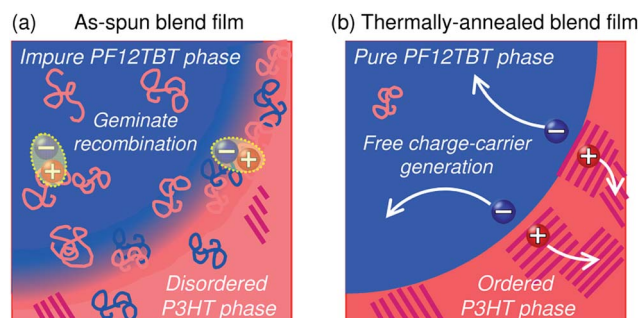 (a) As-spun blend film
Impure PF12TBT phase
Geminate
recombination
−
+
−
+
Disordered
P3HT phase
(b) Thermally-annealed blend film
Pure PF12TBT phase
Free charge-carrier
generation
−
+
−
+
Ordered
P3HT phase